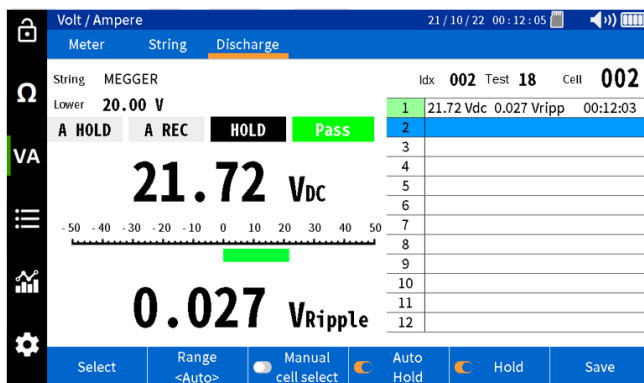 Volt / Ampere 21 / 10 / 22 00 : 12 : 05
Meter String Discharge
String MEGGER Idx 002 Test 18 Cell 002
Lower 20.00 V
A HOLD A REC HOLD Pass
1 21.72 Vdc 0.027 Vripp 00:12:03
2
3
4
5
6
7
8
9
10
11
12
Ω
VA
21.72 VDC
- 50 - 40 - 30 - 20 - 10 0 10 20 30 40 50
0.027 VRipple
Select
Range
<Auto>
Manual
cell select
Auto
Hold
Hold
Save